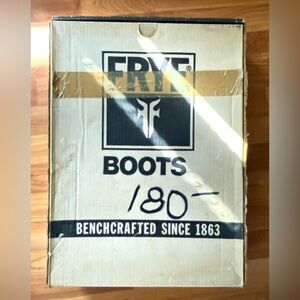 FRYE®
BOOTS
180-
BENCHCRAFTED SINCE 1863